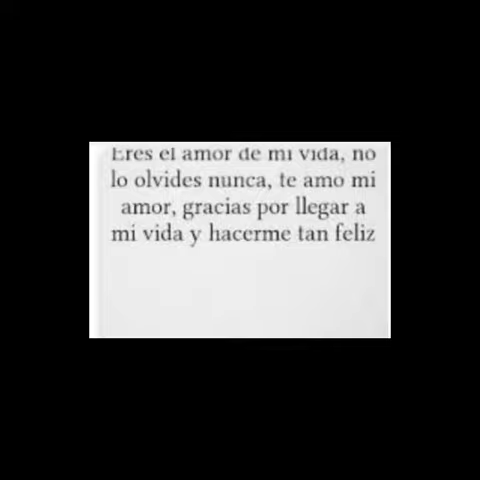 Eres el amor de mi vida, no
lo olvides nunca, te amo mi
amor, gracias por llegar a
mi vida y hacerme tan feliz